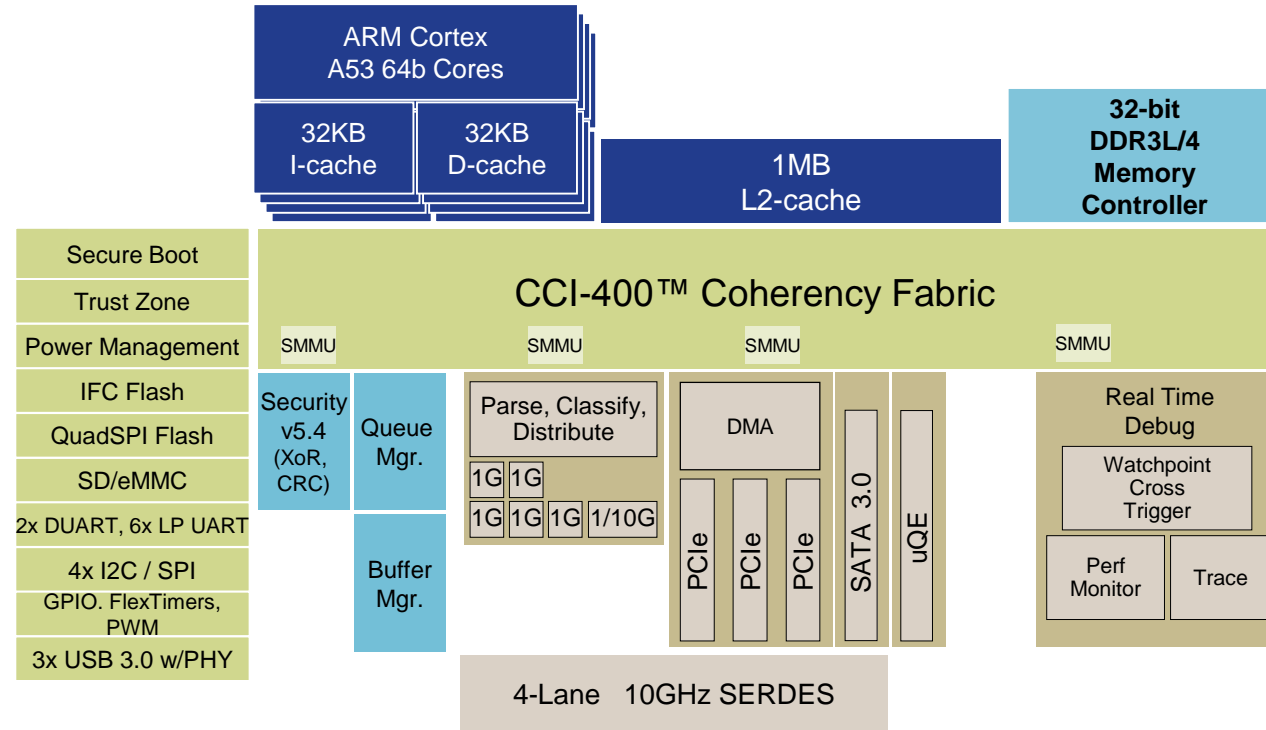 ARM Cortex
A53 64b Cores
32KB
I-cache
32KB
D-cache
1MB
L2-cache
32-bit
DDR3L/4
Memory
Controller
Secure Boot
Trust Zone
Power Management
IFC Flash
QuadSPI Flash
SD/eMMC
2x DUART, 6x LP UART
4x I2C / SPI
GPIO. FlexTimers,
PWM
3x USB 3.0 w/PHY
CCI-400™ Coherency Fabric
SMMU
SMMU
SMMU
SMMU
Security
v5.4
(XoR,
CRC)
Queue
Mgr.
Buffer
Mgr.
Parse, Classify,
Distribute
1G 1G
1G 1G 1G 1/10G
DMA
PCIe
PCIe
PCIe
SATA 3.0
uQE
Real Time
Debug
Watchpoint
Cross
Trigger
Perf
Monitor
Trace
4-Lane 10GHz SERDES